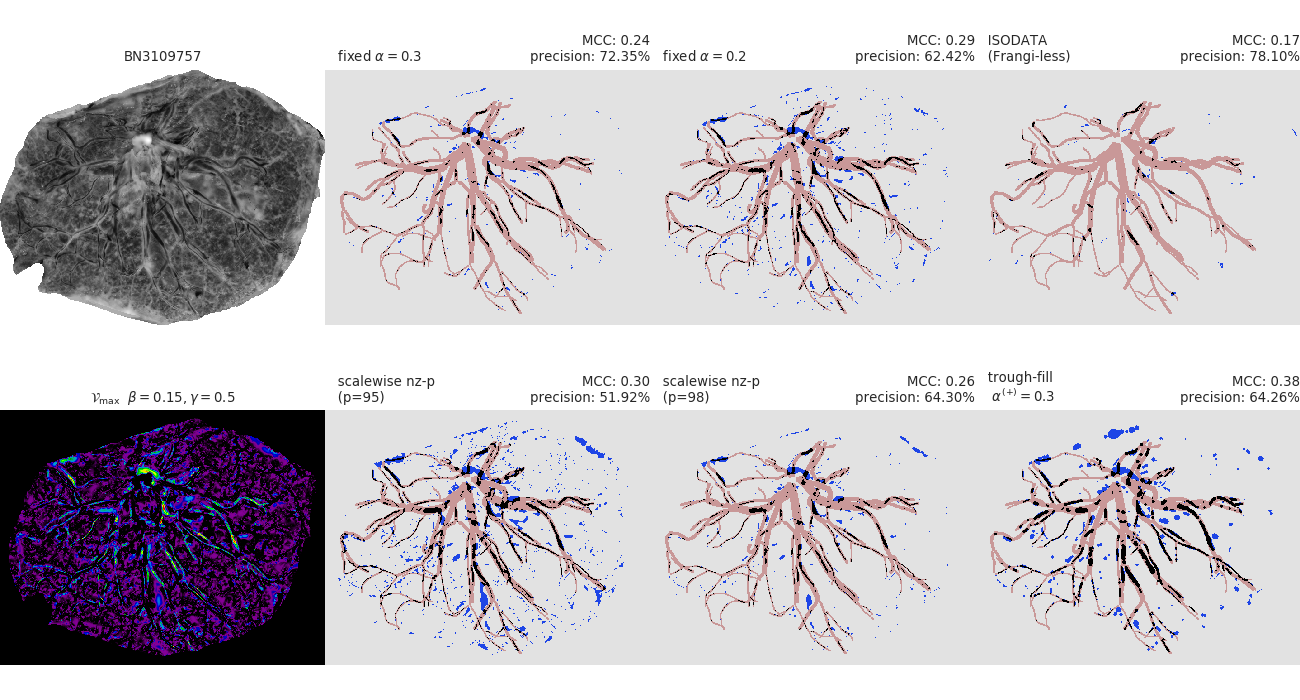 BN3109757
fixed α = 0.3
MCC: 0.24
precision: 72.35%
fixed α = 0.2
MCC: 0.29
precision: 62.42%
ISODATA
(Frangi-less)
MCC: 0.17
precision: 78.10%
𝒱max β = 0.15, γ = 0.5
scalewise nz-p
(p=95)
MCC: 0.30
precision: 51.92%
scalewise nz-p
(p=98)
MCC: 0.26
precision: 64.30%
trough-fill
α(+) = 0.3
MCC: 0.38
precision: 64.26%